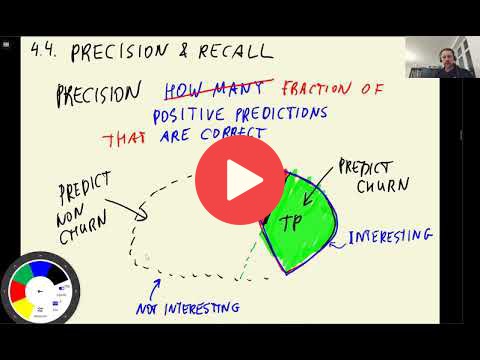 4.4. PRECISION & RECALL
PRECISION HOW MANY FRACTION OF
POSITIVE PREDICTIONS
THAT ARE CORRECT
PREDICT
NON
CHURN
PREDICT
CHURN
TP
INTERESTING
NOT INTERESTING